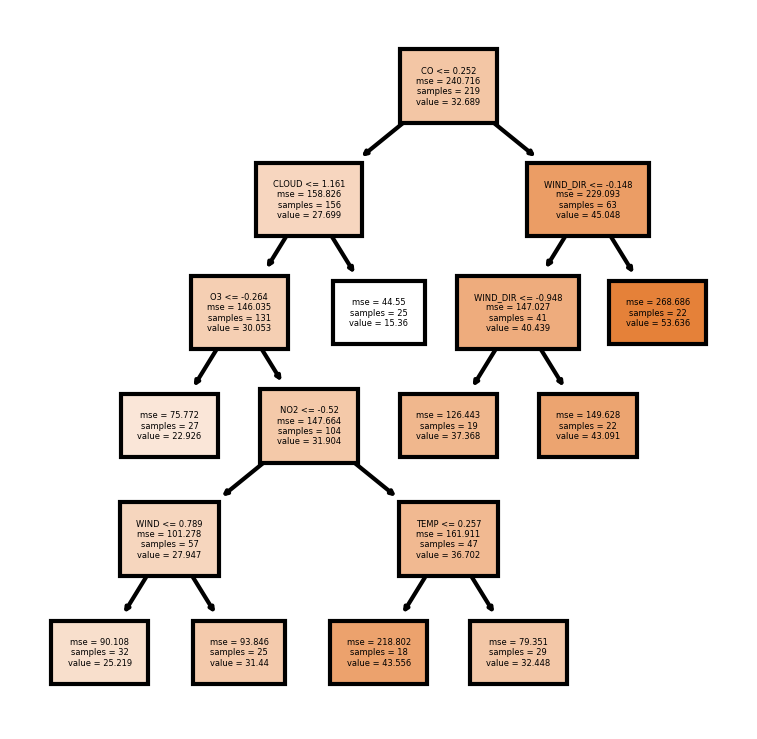 CO <= 0.252
mse = 240.716
samples = 219
value = 32.689
CLOUD <= 1.161
mse = 158.826
samples = 156
value = 27.699
WIND_DIR <= -0.148
mse = 229.093
samples = 63
value = 45.048
O3 <= -0.264
mse = 146.035
samples = 131
value = 30.053
mse = 44.55
samples = 25
value = 15.36
WIND_DIR <= -0.948
mse = 147.027
samples = 41
value = 40.439
mse = 268.686
samples = 22
value = 53.636
mse = 75.772
samples = 27
value = 22.926
NO2 <= -0.52
mse = 147.664
samples = 104
value = 31.904
mse = 126.443
samples = 19
value = 37.368
mse = 149.628
samples = 22
value = 43.091
WIND <= 0.789
mse = 101.278
samples = 57
value = 27.947
TEMP <= 0.257
mse = 161.911
samples = 47
value = 36.702
mse = 90.108
samples = 32
value = 25.219
mse = 93.846
samples = 25
value = 31.44
mse = 218.802
samples = 18
value = 43.556
mse = 79.351
samples = 29
value = 32.448